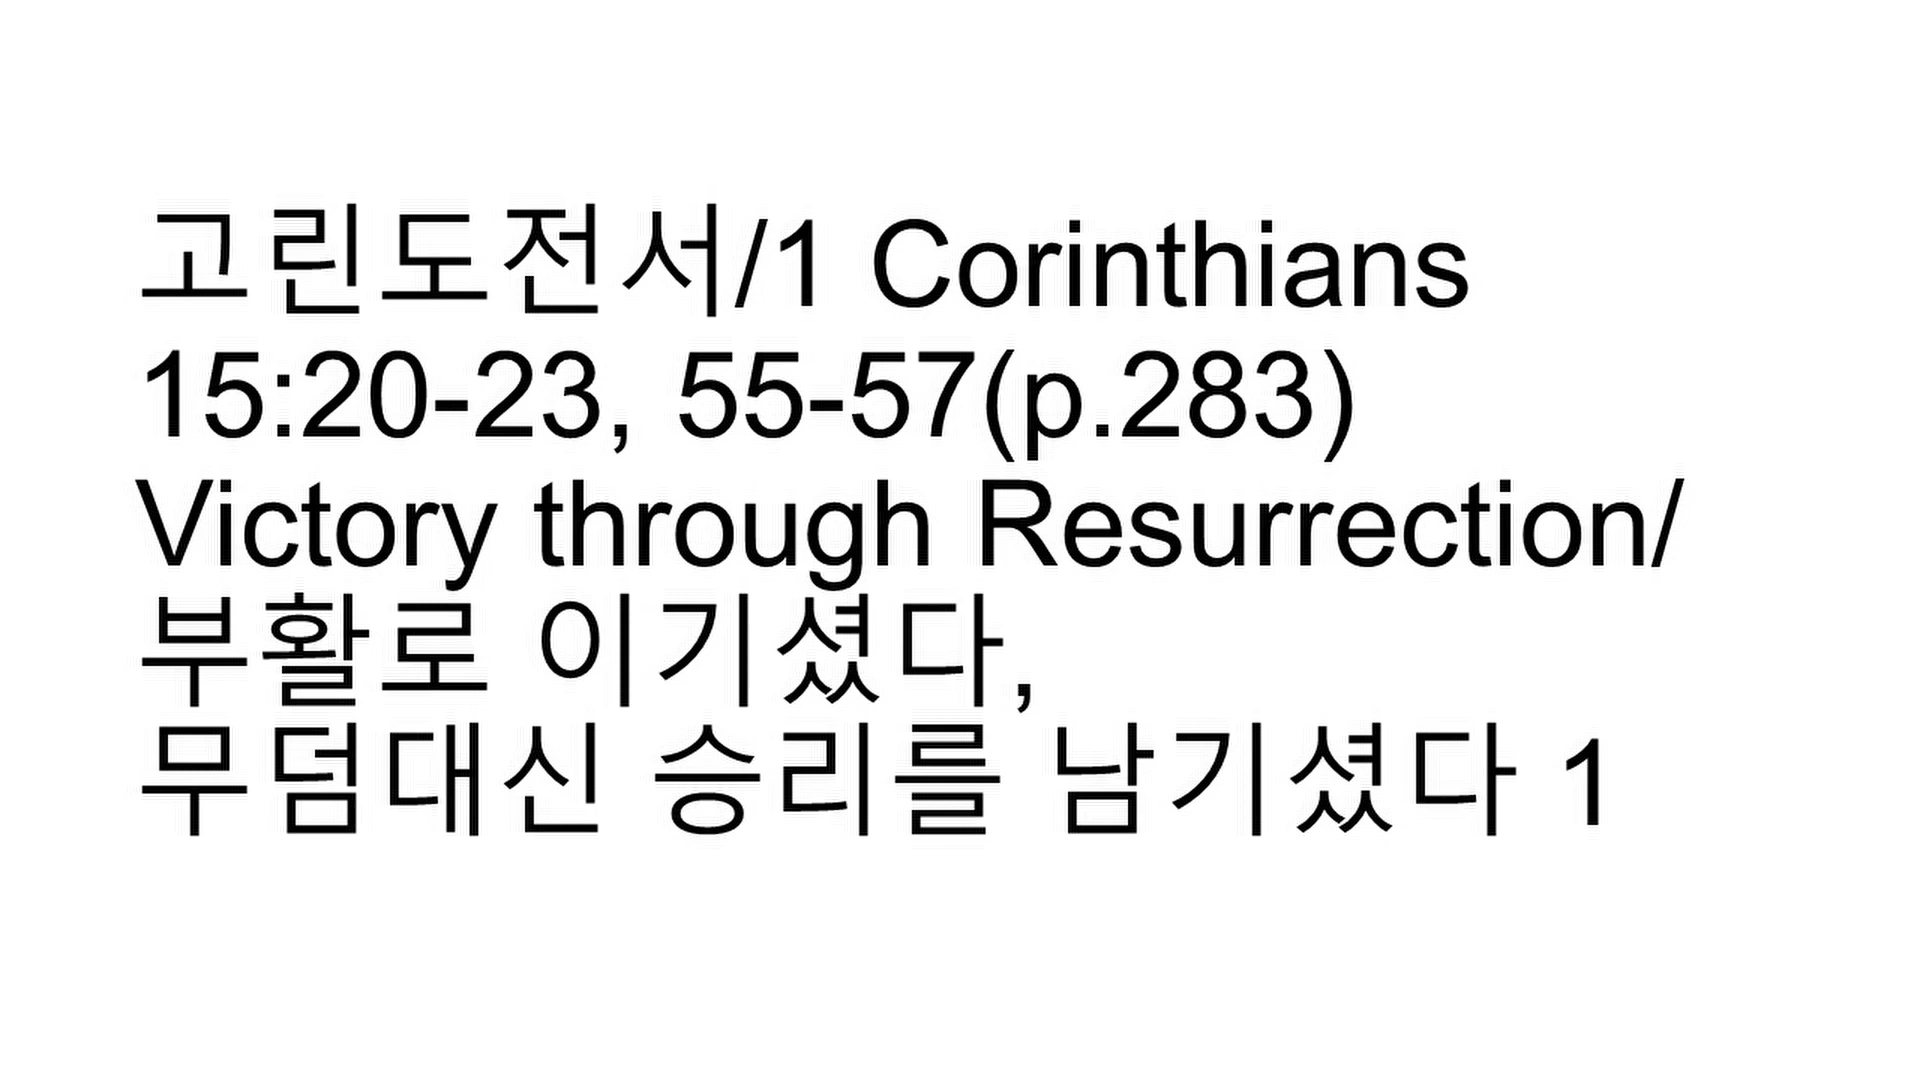 고린도전서/1 Corinthians
15:20-23, 55-57(p.283)
Victory through Resurrection/
부활로 이기셨다,
무덤대신 승리를 남기셨다 1